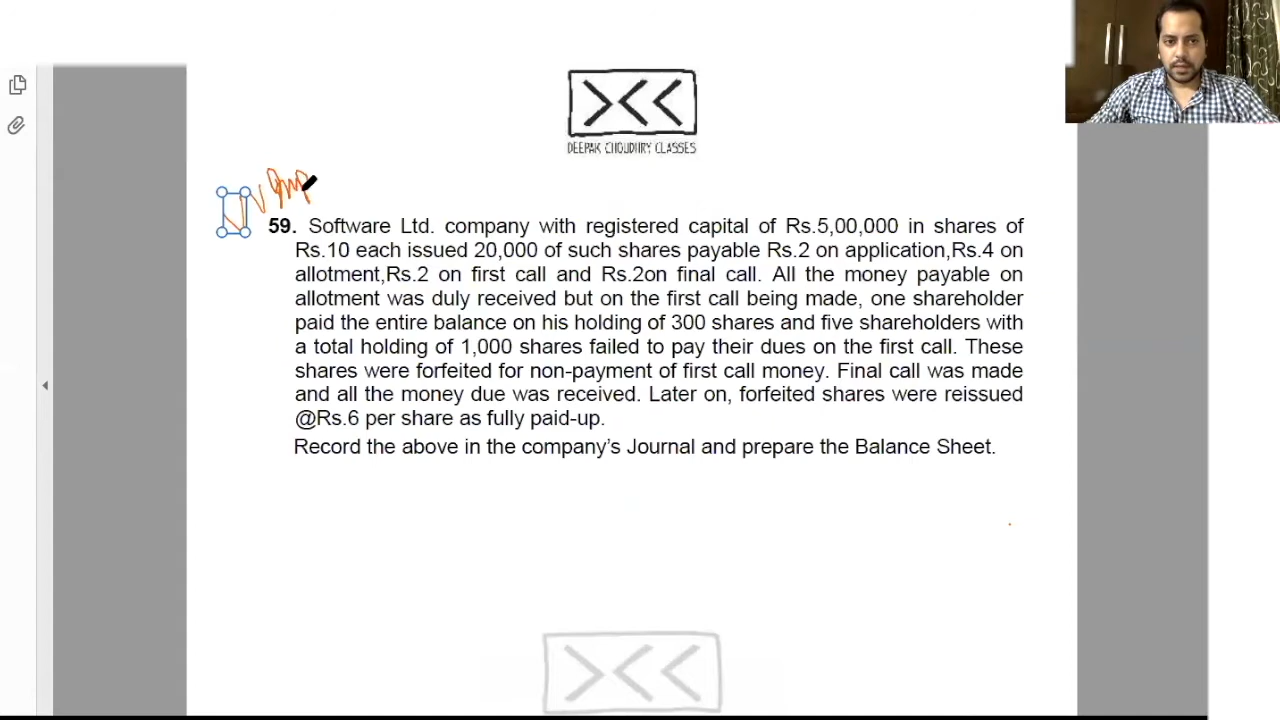 DEEPAK CHOUDHRY CLASSES
V V Imp
59. Software Ltd. company with registered capital of Rs.5,00,000 in shares of
Rs.10 each issued 20,000 of such shares payable Rs.2 on application,Rs.4 on
allotment,Rs.2 on first call and Rs.2on final call. All the money payable on
allotment was duly received but on the first call being made, one shareholder
paid the entire balance on his holding of 300 shares and five shareholders with
a total holding of 1,000 shares failed to pay their dues on the first call. These
shares were forfeited for non-payment of first call money. Final call was made
and all the money due was received. Later on, forfeited shares were reissued
@Rs.6 per share as fully paid-up.
Record the above in the company’s Journal and prepare the Balance Sheet.